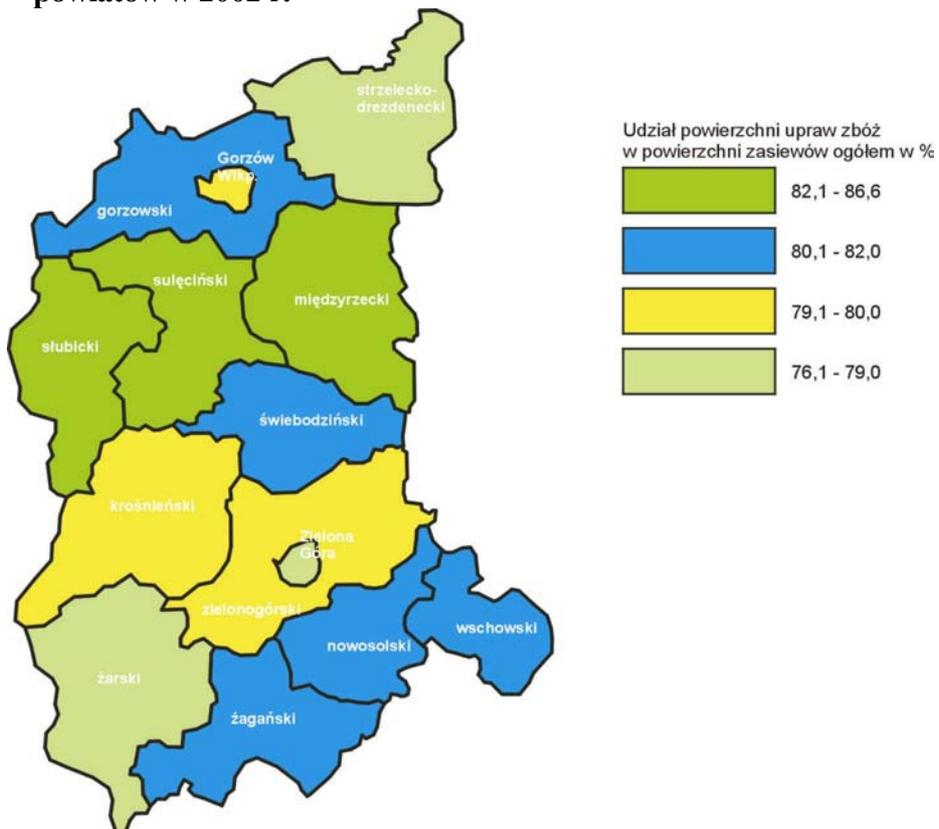 powiatów w 2002 r.
strzelecko-
drezdenecki
Gorzów
Wlkp.
gorzowski
sulęciński
międzyrzecki
słubicki
świebodziński
krośnieński
Zielona
Góra
zielonogórski
wschowski
nowosolski
żarski
żagański
Udział powierzchni upraw zbóż
w powierzchni zasiewów ogółem w %
82,1 - 86,6
80,1 - 82,0
79,1 - 80,0
76,1 - 79,0